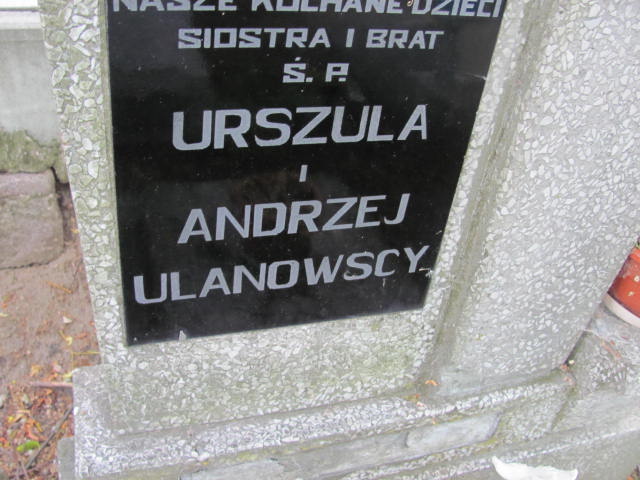 NASZE KOCHANE DZIECI
SIOSTRA I BRAT
Ś. P.
URSZULA
I
ANDRZEJ
ULANOWSCY